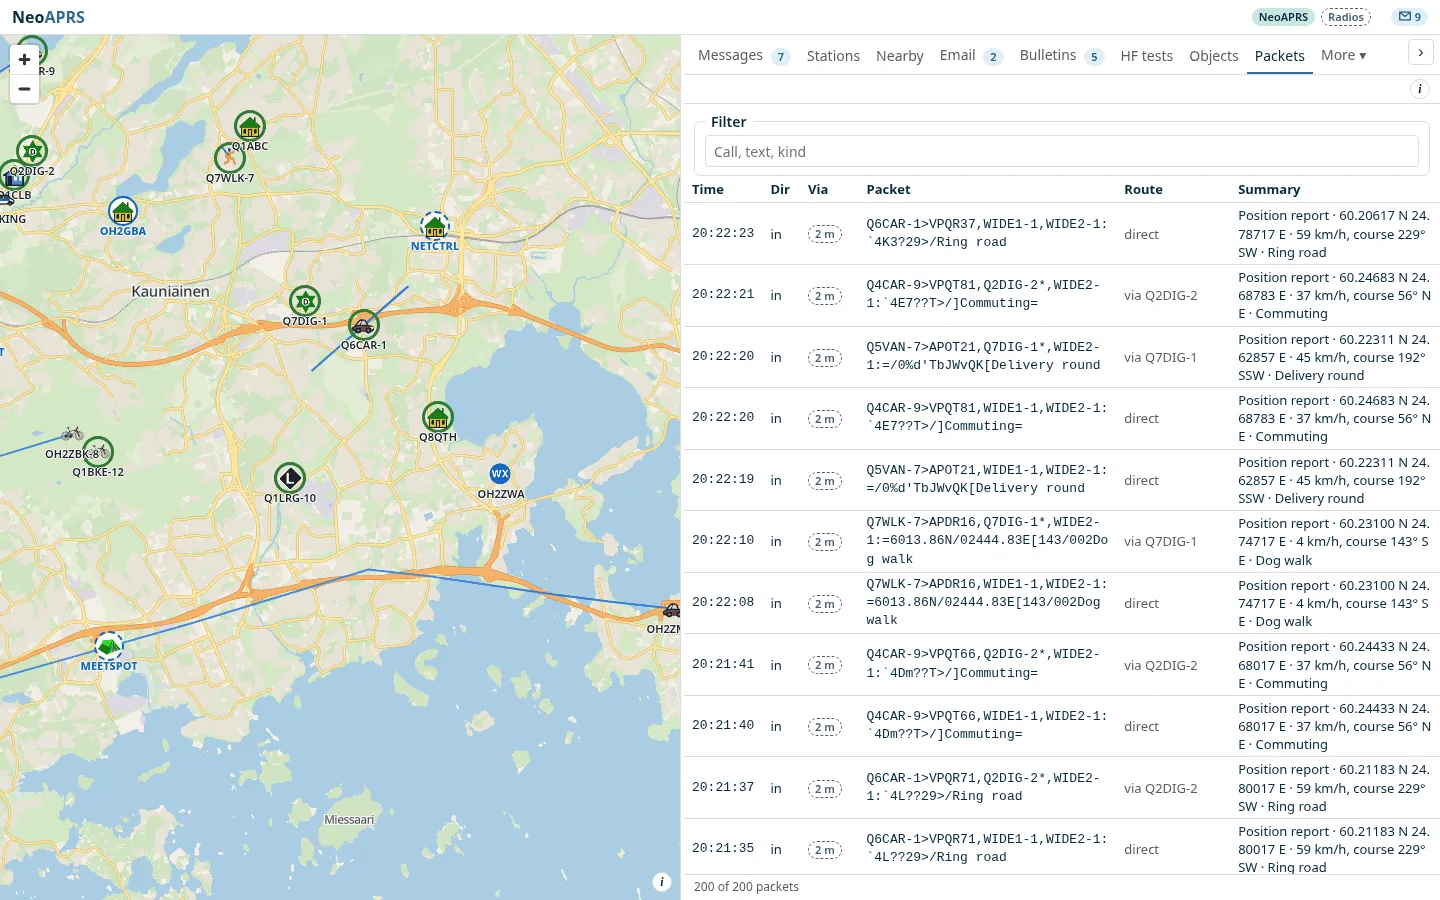 NeoAPRS
NeoAPRS
Radios
9
Messages 7
Stations
Nearby
Email 2
Bulletins 5
HF tests
Objects
Packets
More ▾
›
i
Filter
Call, text, kind
Time Dir Via Packet Route Summary
20:22:23 in 2 m
Q6CAR-1>VPQR37,WIDE1-1,WIDE2-1:
`4K3?29>/Ring road
direct
Position report · 60.20617 N 24.
78717 E · 59 km/h, course 229°
SW · Ring road
20:22:21 in 2 m
Q4CAR-9>VPQT81,Q2DIG-2*,WIDE2-
1:`4E7??T>/]Commuting=
via Q2DIG-2
Position report · 60.24683 N 24.
68783 E · 37 km/h, course 56° N
E · Commuting
20:22:20 in 2 m
Q5VAN-7>APOT21,Q7DIG-1*,WIDE2-
1:=/0%d'TbJWvQK[Delivery round
via Q7DIG-1
Position report · 60.22311 N 24.
62857 E · 45 km/h, course 192°
SSW · Delivery round
20:22:20 in 2 m
Q4CAR-9>VPQT81,WIDE1-1,WIDE2-1:
`4E7??T>/]Commuting=
direct
Position report · 60.24683 N 24.
68783 E · 37 km/h, course 56° N
E · Commuting
20:22:19 in 2 m
Q5VAN-7>APOT21,WIDE1-1,WIDE2-1:
=/0%d'TbJWvQK[Delivery round
direct
Position report · 60.22311 N 24.
62857 E · 45 km/h, course 192°
SSW · Delivery round
20:22:10 in 2 m
Q7WLK-7>APDR16,Q7DIG-1*,WIDE2-
1:=6013.86N/02444.83E[143/002Do
g walk
via Q7DIG-1
Position report · 60.23100 N 24.
74717 E · 4 km/h, course 143° S
E · Dog walk
20:22:08 in 2 m
Q7WLK-7>APDR16,WIDE1-1,WIDE2-1:
=6013.86N/02444.83E[143/002Dog
walk
direct
Position report · 60.23100 N 24.
74717 E · 4 km/h, course 143° S
E · Dog walk
20:21:41 in 2 m
Q4CAR-9>VPQT66,Q2DIG-2*,WIDE2-
1:`4Dm??T>/]Commuting=
via Q2DIG-2
Position report · 60.24433 N 24.
68017 E · 37 km/h, course 56° N
E · Commuting
20:21:40 in 2 m
Q4CAR-9>VPQT66,WIDE1-1,WIDE2-1:
`4Dm??T>/]Commuting=
direct
Position report · 60.24433 N 24.
68017 E · 37 km/h, course 56° N
E · Commuting
20:21:37 in 2 m
Q6CAR-1>VPQR71,Q2DIG-2*,WIDE2-
1:`4L??29>/Ring road
via Q2DIG-2
Position report · 60.21183 N 24.
80017 E · 59 km/h, course 229°
SW · Ring road
20:21:35 in 2 m
Q6CAR-1>VPQR71,WIDE1-1,WIDE2-1:
`4L??29>/Ring road
direct
Position report · 60.21183 N 24.
80017 E · 59 km/h, course 229°
SW · Ring road
200 of 200 packets
+
−
R-9
Q1ABC
D
Q2DIG-2
Q7WLK-7
CLB
KING
OH2GBA
NETCTRL
Kauniainen
D
Q7DIG-1
Q6CAR-1
T
Q8QTH
OH2ZBK-8
Q1BKE-12
L
Q1LRG-10
WX
OH2ZWA
OH2ZM
MEETSPOT
Miessaari
i